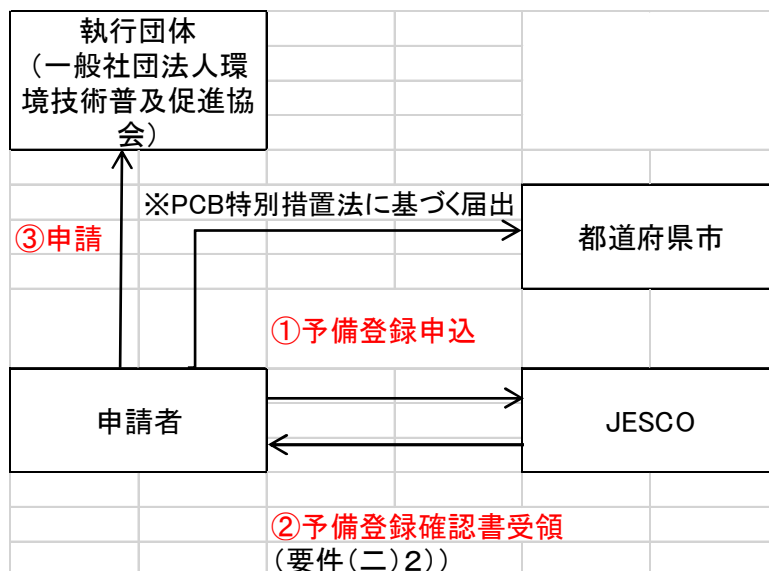 執行団体
(一般社団法人環
境技術普及促進協
会)
※PCB特別措置法に基づく届出
③申請
都道府県市
①予備登録申込
申請者
JESCO
②予備登録確認書受領
(要件(二)2))